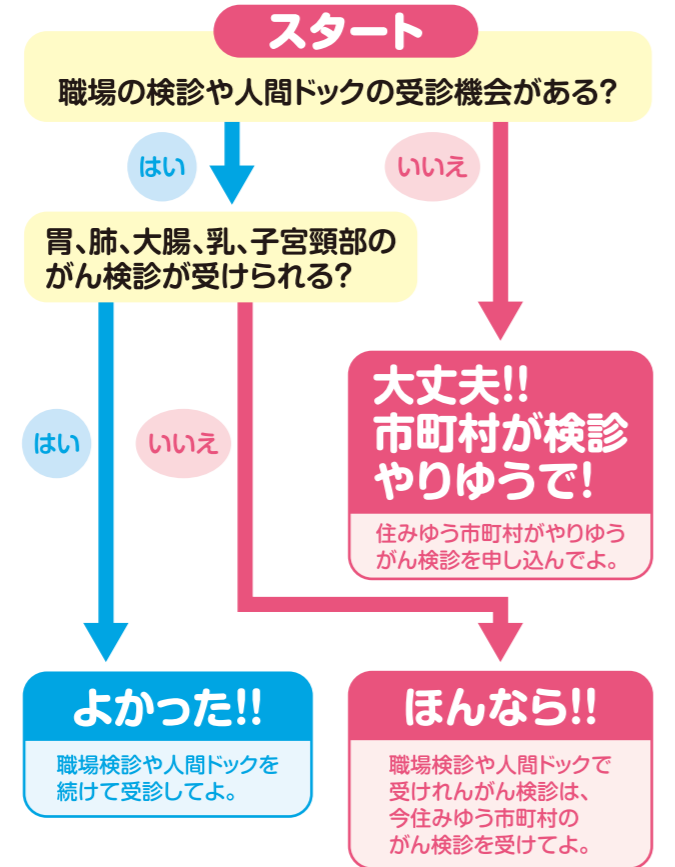 スタート
職場の検診や人間ドックの受診機会がある?
はい
いいえ
胃、肺、大腸、乳、子宮頸部の
がん検診が受けられる?
はい
いいえ
大丈夫!!
市町村が検診
やりゆうで!
住みゆう市町村がやりゆう
がん検診を申し込んでよ。
よかった!!
職場検診や人間ドックを
続けて受診してよ。
ほんなら!!
職場検診や人間ドックで
受けれんがん検診は、
今住みゆう市町村の
がん検診を受けてよ。